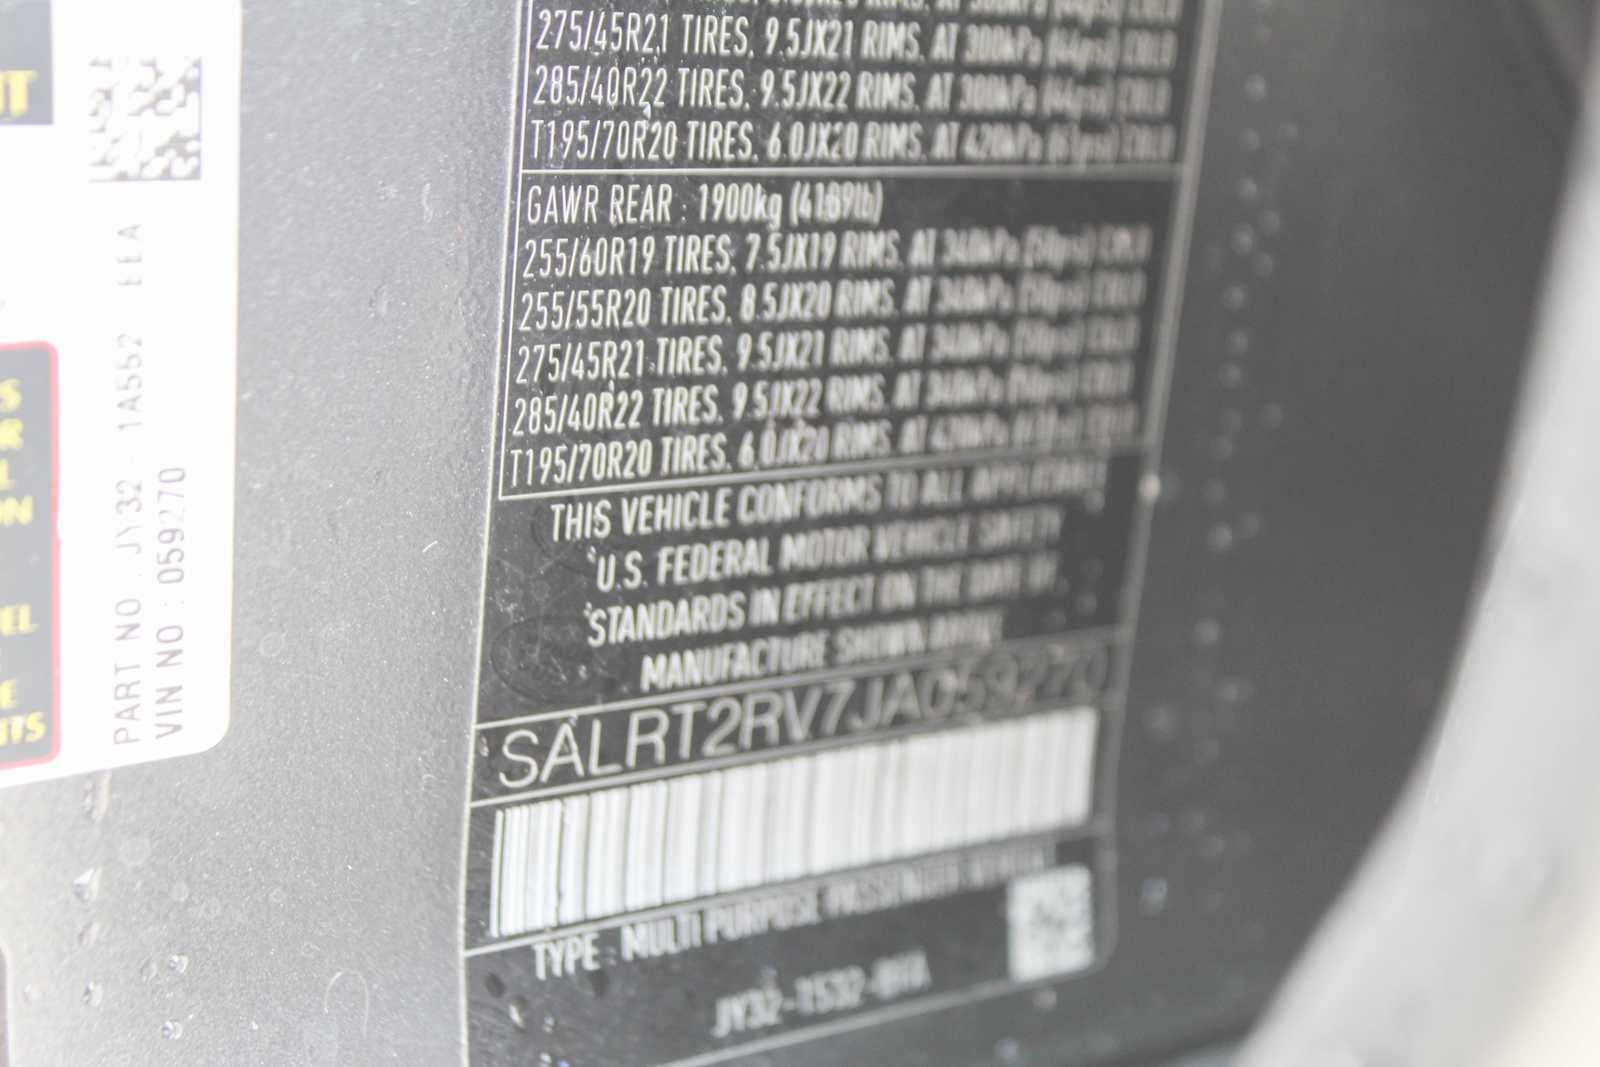 UT
S
R
L
ON
EL
E
NTS
PART NO . JY32 - 1A552 EEA
VIN NO : 059270
275/45R21 TIRES. 9.5JX21 RIMS. AT 300kPa (44psi) COLD
285/40R22 TIRES. 9.5JX22 RIMS. AT 300kPa (44psi) COLD
T195/70R20 TIRES. 6.0JX20 RIMS. AT 420kPa (61psi) COLD
GAWR REAR : 1900kg (4189lb)
255/60R19 TIRES. 7.5JX19 RIMS. AT 340kPa (50psi) COLD
255/55R20 TIRES. 8.5JX20 RIMS. AT 340kPa (50psi) COLD
275/45R21 TIRES. 9.5JX21 RIMS. AT 340kPa (50psi) COLD
285/40R22 TIRES. 9.5JX22 RIMS. AT 340kPa (50psi) COLD
T195/70R20 TIRES. 6.0JX20 RIMS. AT 420kPa (61psi) COLD
THIS VEHICLE CONFORMS TO ALL APPLICABLE
U.S. FEDERAL MOTOR VEHICLE SAFETY
STANDARDS IN EFFECT ON THE DATE OF
MANUFACTURE SHOWN ABOVE
SALRT2RV7JA059270
TYPE : MULTI PURPOSE PASSENGER VEHICLE